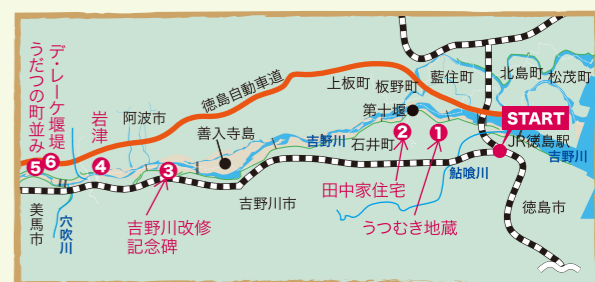 デ・レーケ堰堤
うだつの町並み
5
6
岩津
4
阿波市
徳島自動車道
善入寺島
3
上板町
板野町
藍住町
北島町
松茂町
第十堰
START
JR徳島駅
吉野川
石井町
2
1
吉野川
鮎喰川
田中家住宅
うつむき地蔵
徳島市
吉野川市
吉野川改修
記念碑
美馬市
穴吹川